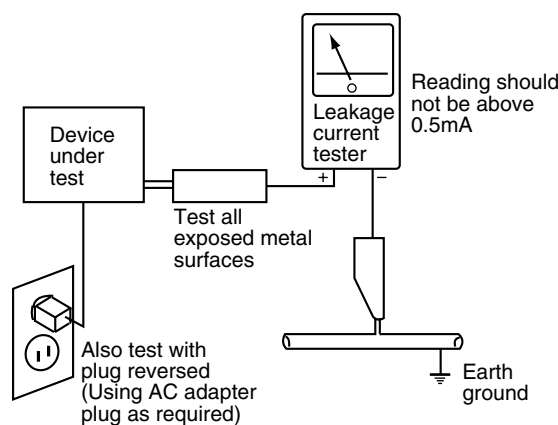 Device
under
test
Leakage
current
tester
+ −
Reading should
not be above
0.5mA
Test all
exposed metal
surfaces
Also test with
plug reversed
(Using AC adapter
plug as required)
Earth
ground